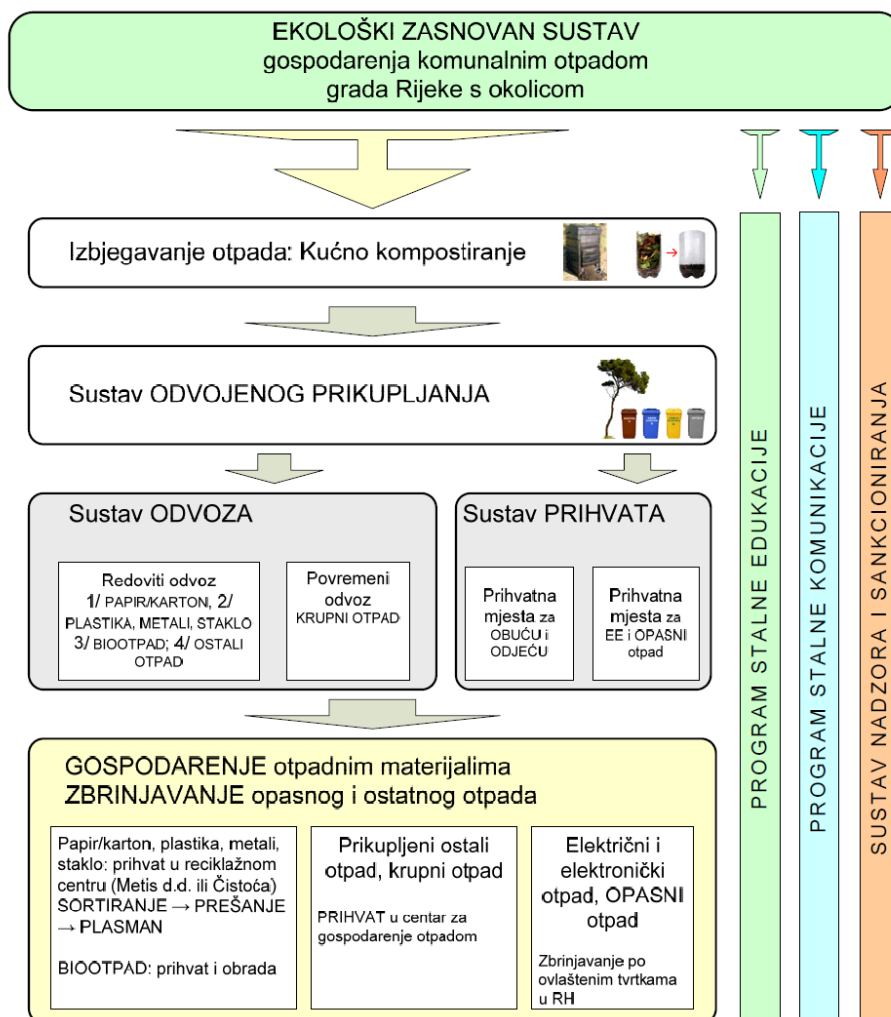 EKOLOŠKI ZASNOVAN SUSTAV
gospodarenja komunalnim otpadom
grada Rijeke s okolicom
Izbjegavanje otpada: Kućno kompostiranje
Sustav ODVOJENOG PRIKUPLJANJA
Sustav ODVOZA
Redoviti odvoz
1/ PAPIR/KARTON, 2/
PLASTIKA, METALI, STAKLO
3/ BIOOTPAD; 4/ OSTALI
OTPAD
Povremeni
odvoz
KRUPNI OTPAD
Sustav PRIHVATA
Prihvatna
mjesta za
OBUĆU i
ODJEĆU
Prihvatna
mjesta za
EE i OPASNI
otpad
GOSPODARENJE otpadnim materijalima
ZBRINJAVANJE opasnog i ostatnog otpada
Papir/karton, plastika, metali,
staklo: prihvat u reciklažnom
centru (Metis d.d. ili Čistoća)
SORTIRANJE → PREŠANJE
→ PLASMAN
BIOOTPAD: prihvat i obrada
Prikupljeni ostali
otpad, krupni otpad
PRIHVAT u centar za
gospodarenje otpadom
Električni i
elektronički
otpad, OPASNI
otpad
Zbrinjavanje po
ovlaštenim tvrtkama
u RH
PROGRAM STALNE EDUKACIJE
PROGRAM STALNE KOMUNIKACIJE
SUSTAV NADZORA I SANKCIONIRANJA